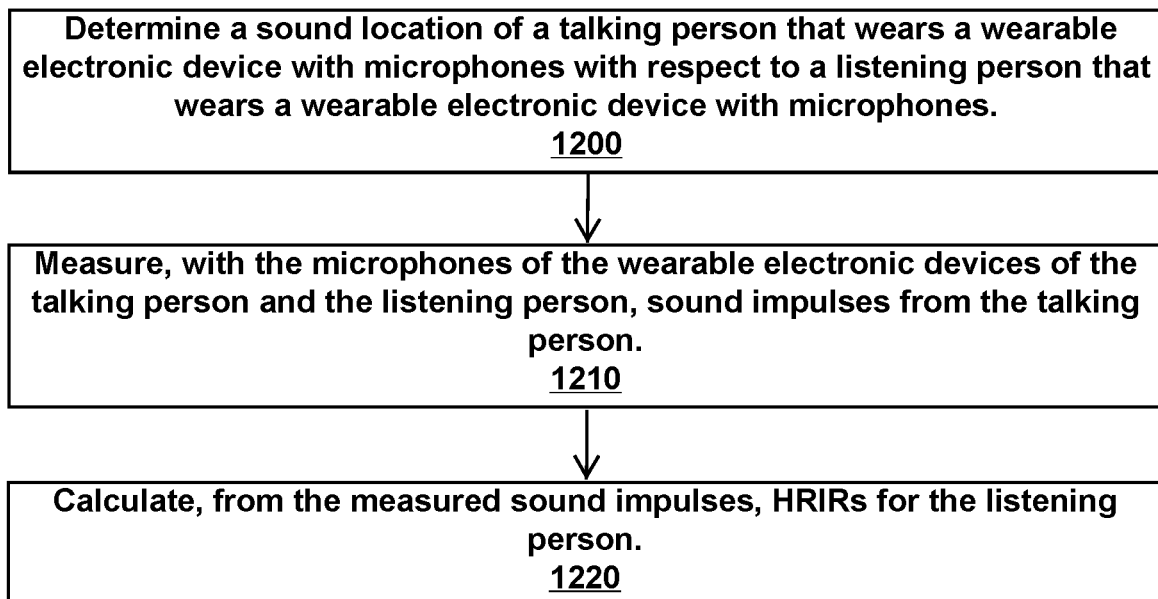 Determine a sound location of a talking person that wears a wearable
electronic device with microphones with respect to a listening person that
wears a wearable electronic device with microphones.
1200
Measure, with the microphones of the wearable electronic devices of the
talking person and the listening person, sound impulses from the talking
person.
1210
Calculate, from the measured sound impulses, HRIRs for the listening
person.
1220